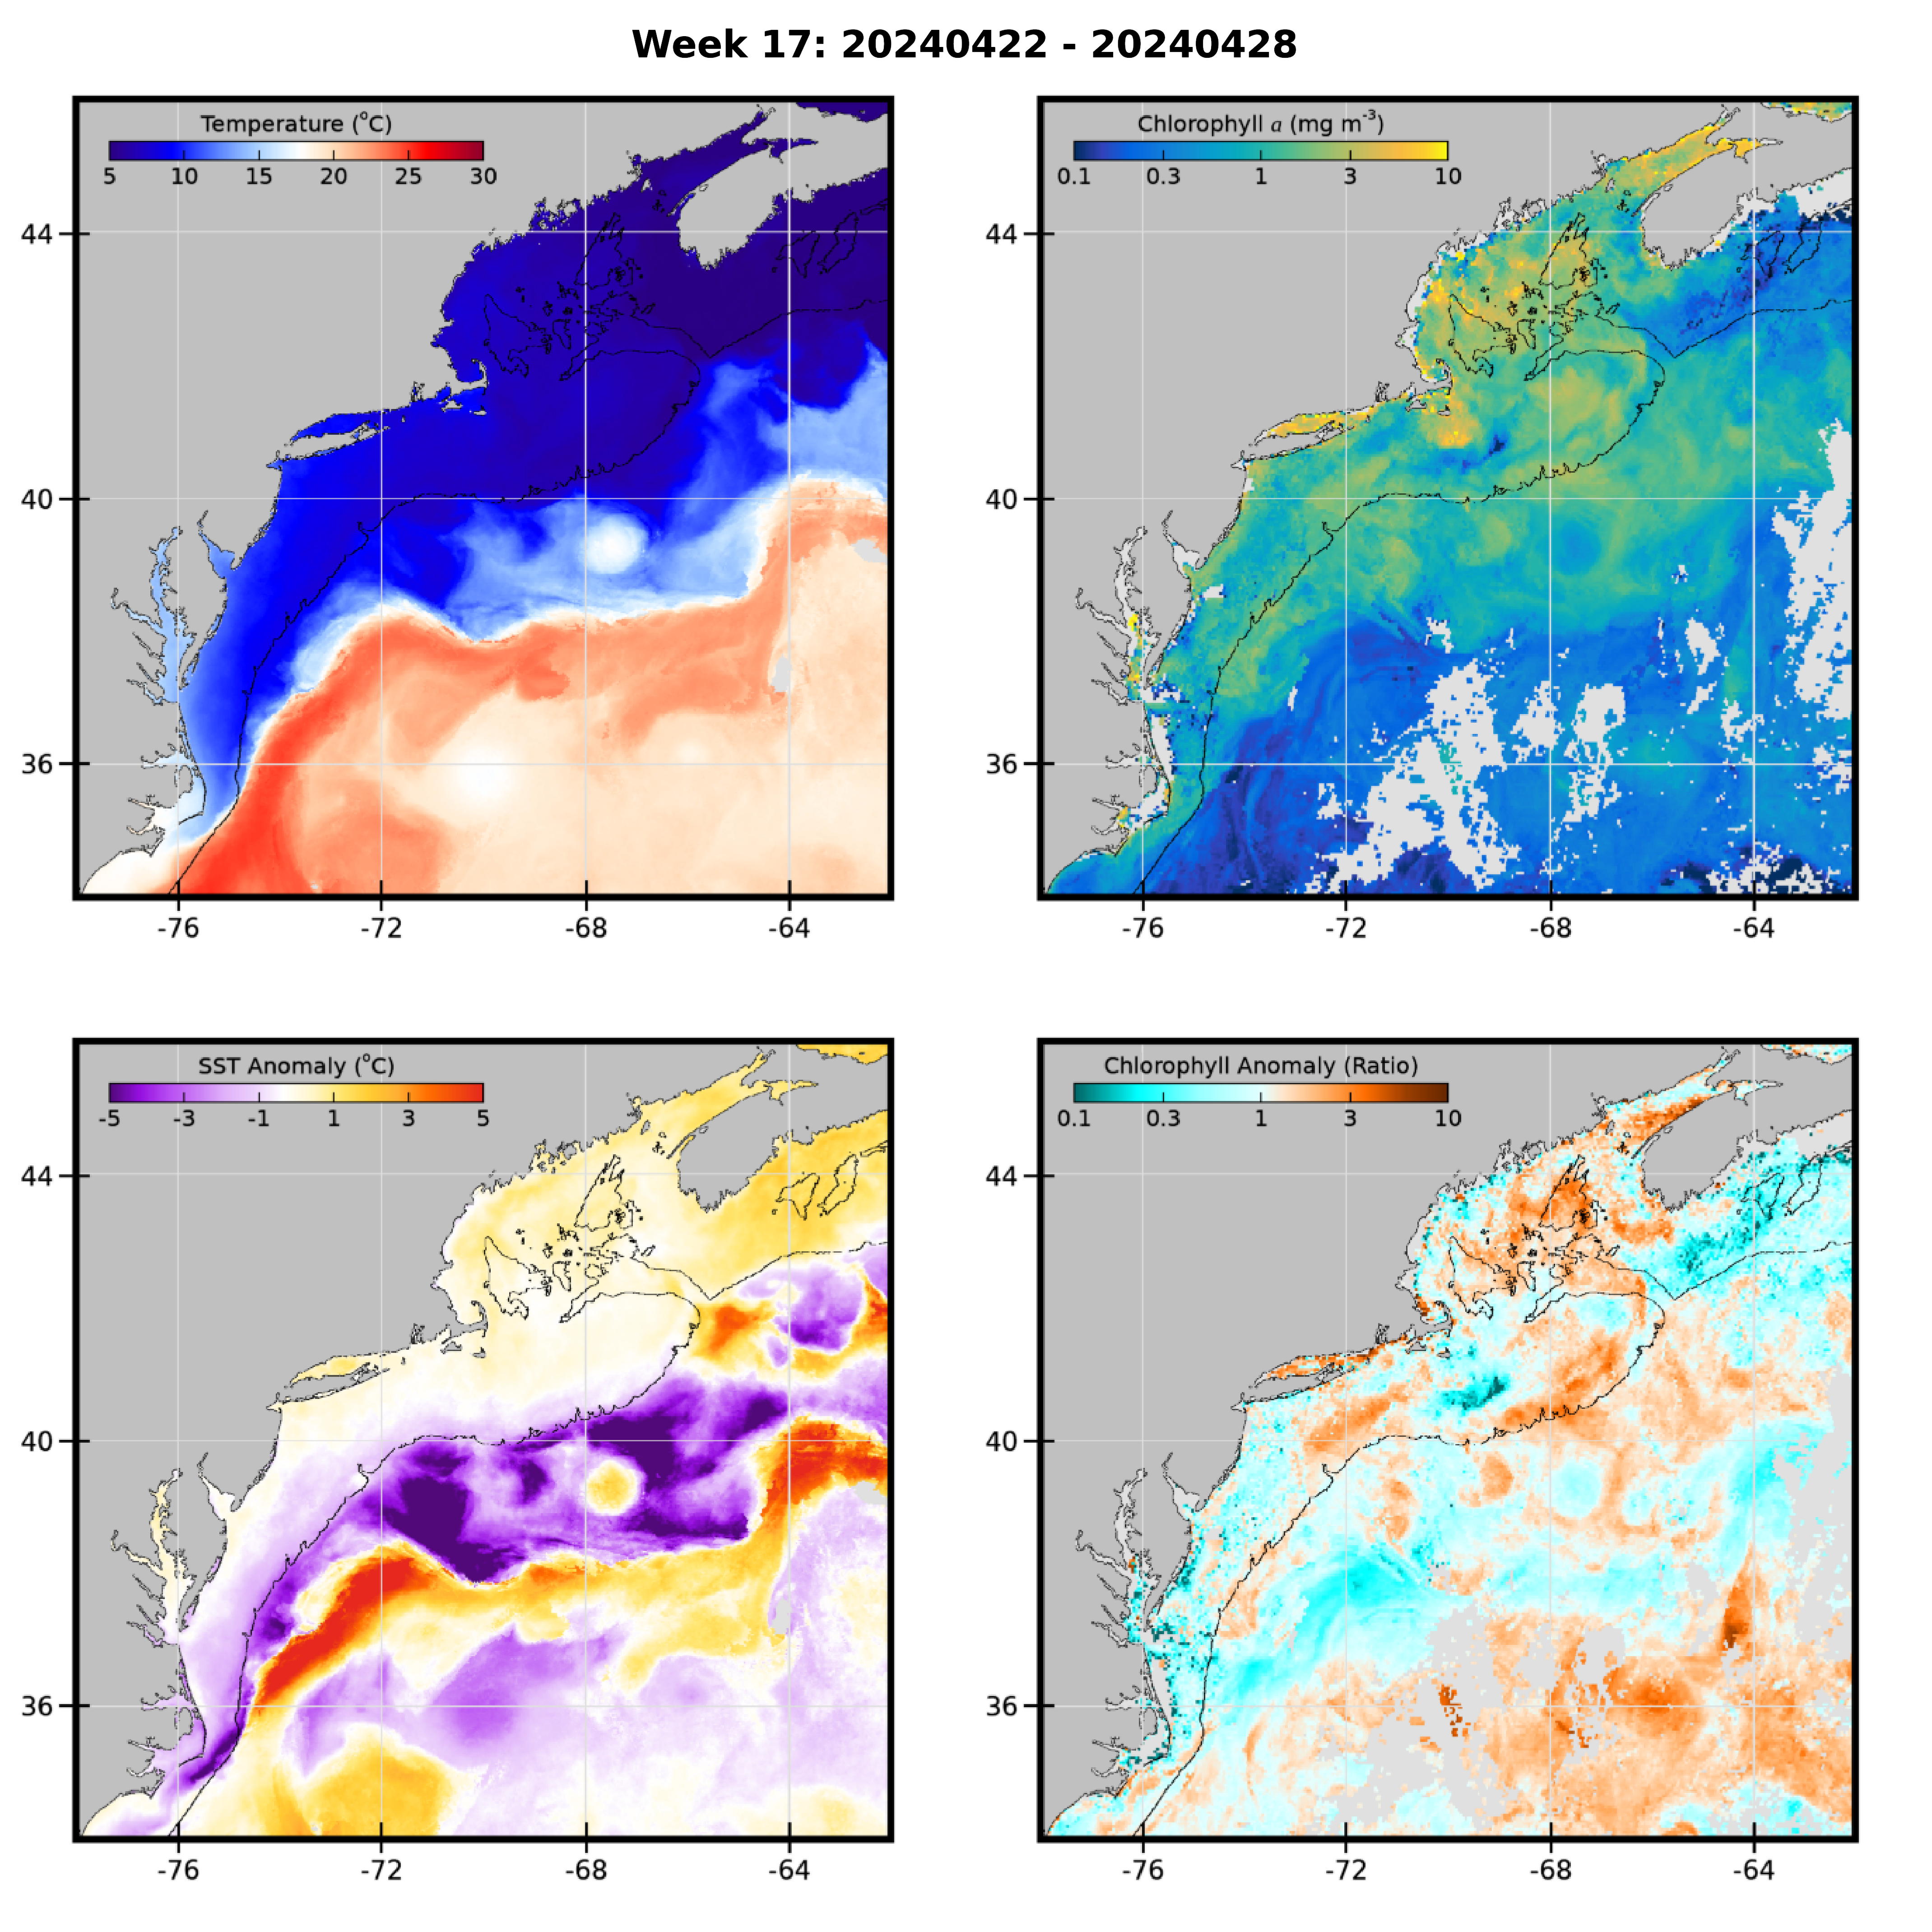 Week 17: 20240422 - 20240428
Temperature (°C)
5 10 15 20 25 30
44
40
36
-76 -72 -68 -64
Chlorophyll a (mg m⁻³)
0.1 0.3 1 3 10
44
40
36
-76 -72 -68 -64
SST Anomaly (°C)
-5 -3 -1 1 3 5
44
40
36
-76 -72 -68 -64
Chlorophyll Anomaly (Ratio)
0.1 0.3 1 3 10
44
40
36
-76 -72 -68 -64